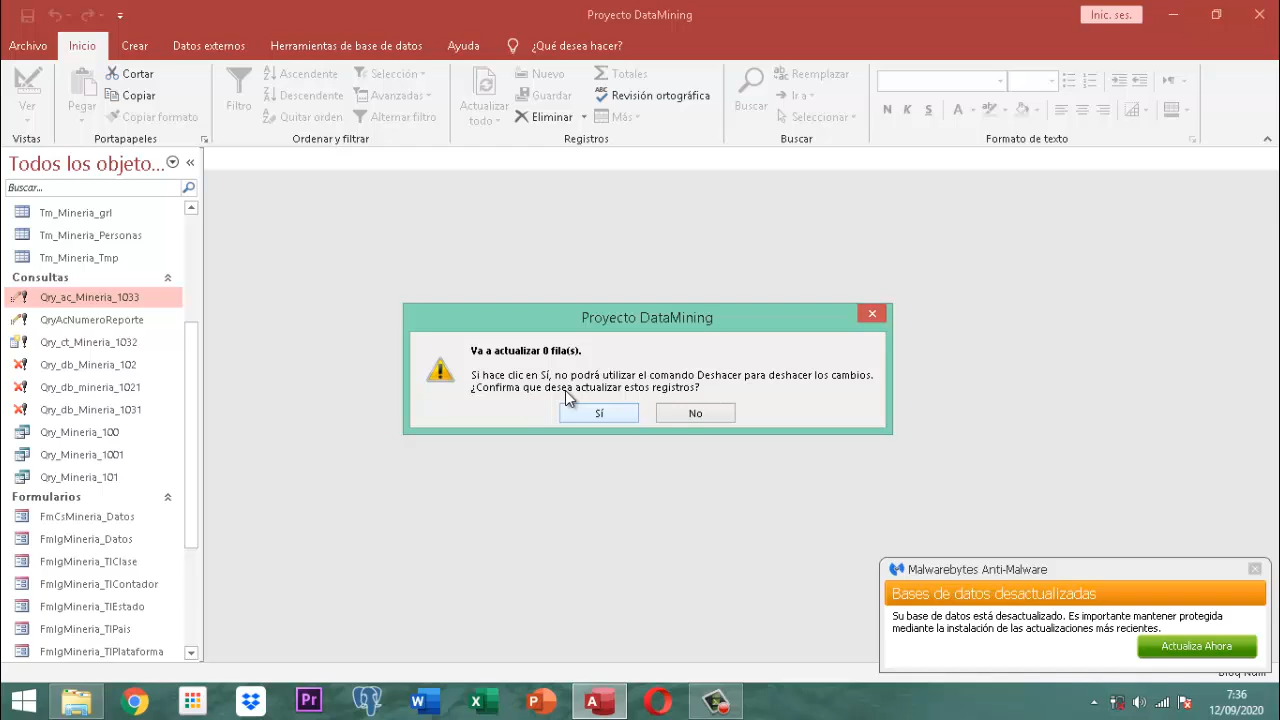 Proyecto DataMining
Inic. ses.
Archivo Inicio Crear Datos externos Herramientas de base de datos Ayuda ¿Qué desea hacer?
Ver
Vistas
Pegar
Cortar
Copiar
Copiar formato
Portapapeles
Filtro
Ascendente
Descendente
Quitar orden
Selección
Avanzadas
Alternar filtro
Ordenar y filtrar
Actualizar todo
Nuevo
Guardar
Eliminar
Totales
Revisión ortográfica
Más
Registros
Buscar
Reemplazar
Ir a
Seleccionar
Buscar
N K S A
Formato de texto
Todos los objeto...
Buscar...
Tm_Mineria_grl
Tm_Mineria_Personas
Tm_Mineria_Tmp
Consultas
Qry_ac_Mineria_1033
QryAcNumeroReporte
Qry_ct_Mineria_1032
Qry_db_Mineria_102
Qry_db_mineria_1021
Qry_db_Mineria_1031
Qry_Mineria_100
Qry_Mineria_1001
Qry_Mineria_101
Formularios
FmCsMineria_Datos
FmIgMineria_Datos
FmIgMineria_TlClase
FmIgMineria_TlContador
FmIgMineria_TlEstado
FmIgMineria_TlPais
FmIgMineria_TlPlataforma
Proyecto DataMining
Va a actualizar 0 fila(s).
Si hace clic en SÍ, no podrá utilizar el comando Deshacer para deshacer los cambios.
¿Confirma que desea actualizar estos registros?
Sí
No
Malwarebytes Anti-Malware
Bases de datos desactualizadas
Su base de datos está desactualizado. Es importante mantener protegida
mediante la instalación de las actualizaciones más recientes.
Actualiza Ahora
Bloq Num
7:36
12/09/2020